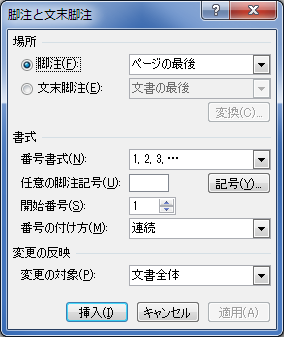 脚注と文末脚注
場所
脚注(F): ページの最後
文末脚注(E): 文書の最後
変換(C)...
書式
番号書式(N): 1, 2, 3, …
任意の脚注記号(U): 記号(Y)...
開始番号(S): 1
番号の付け方(M): 連続
変更の反映
変更の対象(P): 文書全体
挿入(I) キャンセル 適用(A)